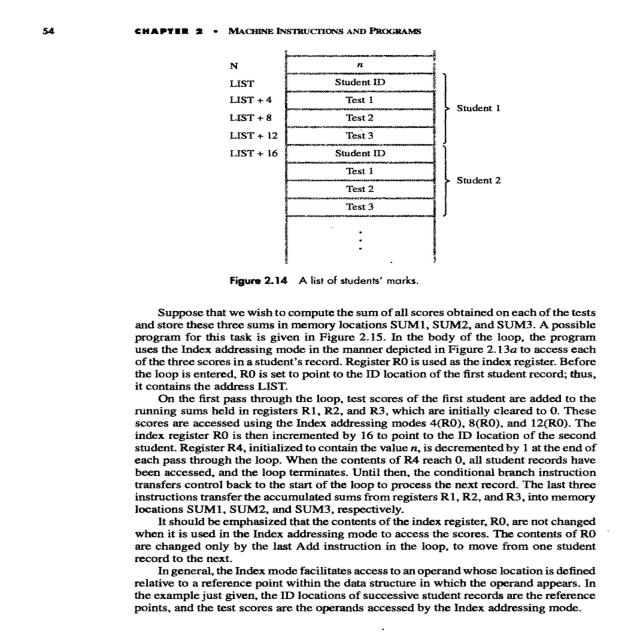 54 CHAPTER 2 • MACHINE INSTRUCTIONS AND PROGRAMS
N n
LIST Student ID
LIST + 4 Test 1
Student 1
LIST + 8 Test 2
LIST + 12 Test 3
LIST + 16 Student ID
Test 1
Student 2
Test 2
Test 3
Figure 2.14 A list of students' marks.
Suppose that we wish to compute the sum of all scores obtained on each of the tests
and store these three sums in memory locations SUM1, SUM2, and SUM3. A possible
program for this task is given in Figure 2.15. In the body of the loop, the program
uses the Index addressing mode in the manner depicted in Figure 2.13a to access each
of the three scores in a student's record. Register R0 is used as the index register. Before
the loop is entered, R0 is set to point to the ID location of the first student record; thus,
it contains the address LIST.
On the first pass through the loop, test scores of the first student are added to the
running sums held in registers R1, R2, and R3, which are initially cleared to 0. These
scores are accessed using the Index addressing modes 4(R0), 8(R0), and 12(R0). The
index register R0 is then incremented by 16 to point to the ID location of the second
student. Register R4, initialized to contain the value n, is decremented by 1 at the end of
each pass through the loop. When the contents of R4 reach 0, all student records have
been accessed, and the loop terminates. Until then, the conditional branch instruction
transfers control back to the start of the loop to process the next record. The last three
instructions transfer the accumulated sums from registers R1, R2, and R3, into memory
locations SUM1, SUM2, and SUM3, respectively.
It should be emphasized that the contents of the index register, R0, are not changed
when it is used in the Index addressing mode to access the scores. The contents of R0
are changed only by the last Add instruction in the loop, to move from one student
record to the next.
In general, the Index mode facilitates access to an operand whose location is defined
relative to a reference point within the data structure in which the operand appears. In
the example just given, the ID locations of successive student records are the reference
points, and the test scores are the operands accessed by the Index addressing mode.